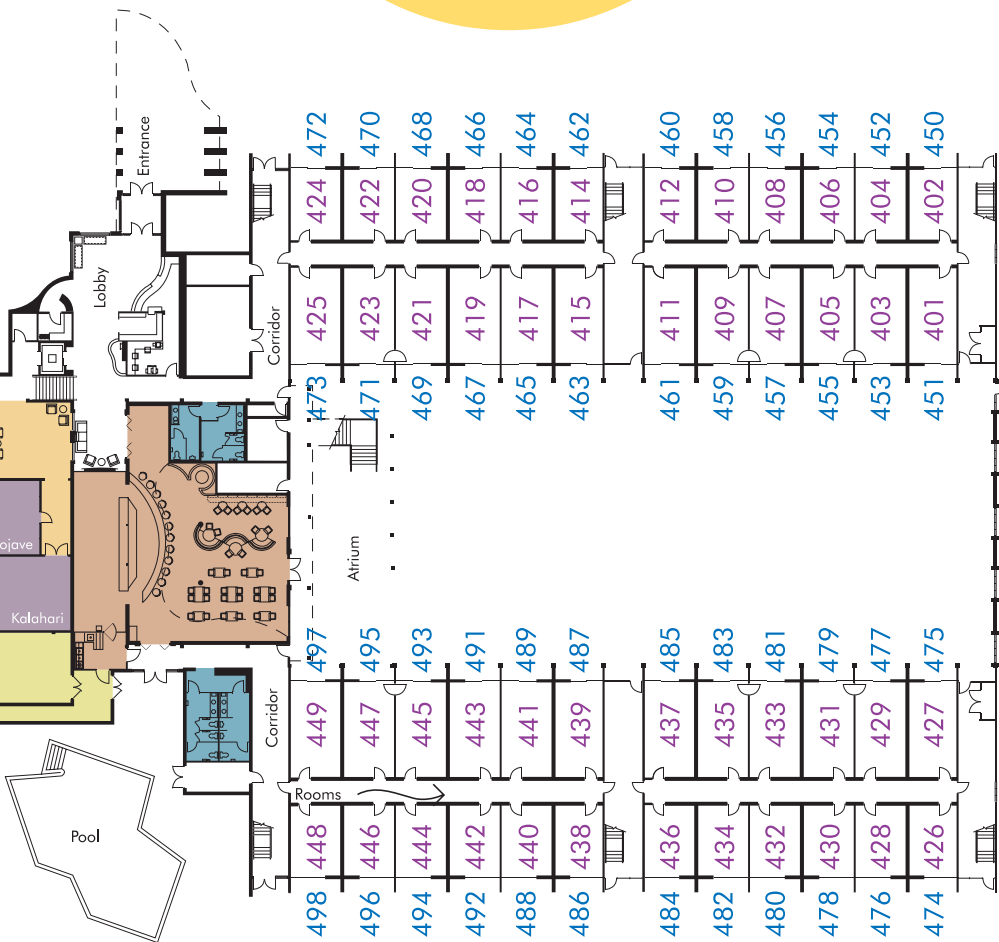 472 470 468 466 464 462 460 458 456 454 452 450
Entrance
424 422 420 418 416 414 412 410 408 406 404 402
Lobby
Corridor
425 423 421 419 417 415 411 409 407 405 403 401
473 471 469 467 465 463 461 459 457 455 453 451
ojave
Atrium
Kalahari
497 495 493 491 489 487 485 483 481 479 477 475
Corridor
449 447 445 443 441 439 437 435 433 431 429 427
Rooms
Pool
448 446 444 442 440 438 436 434 432 430 428 426
498 496 494 492 488 486 484 482 480 478 476 474